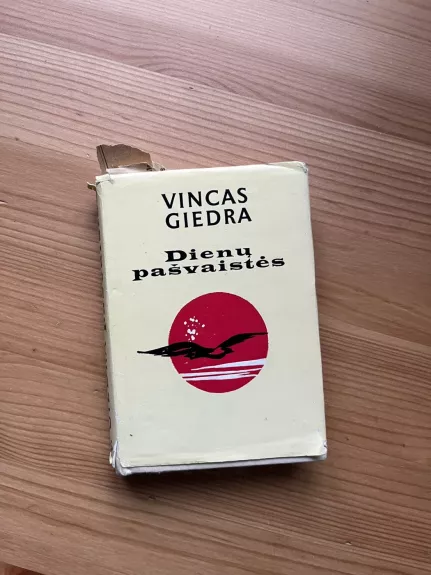 VINCAS
GIEDRA
Dienų
pašvaistės